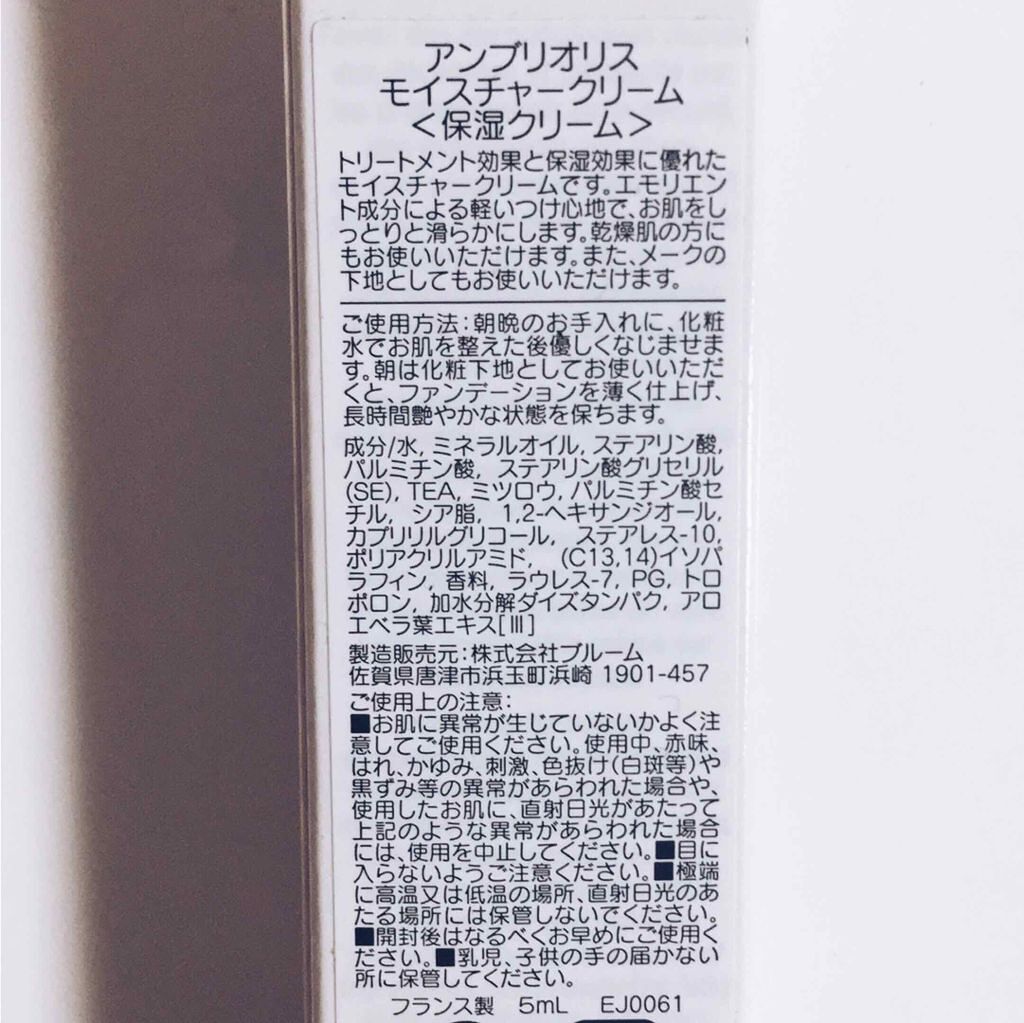 アンブリオリス
モイスチャークリーム
<保湿クリーム>
トリートメント効果と保湿効果に優れた
モイスチャークリームです。エモリエン
ト成分による軽いつけ心地で、お肌をし
っとりと滑らかにします。乾燥肌の方に
もお使いいただけます。また、メークの
下地としてもお使いいただけます。
ご使用方法:朝晩のお手入れに、化粧
水でお肌を整えた後優しくなじませま
す。朝は化粧下地としてお使いいただ
くと、ファンデーションを薄く仕上げ、
長時間艶やかな状態を保ちます。
成分/水, ミネラルオイル, ステアリン酸,
パルミチン酸, ステアリン酸グリセリル
(SE), TEA, ミツロウ, パルミチン酸セ
チル, シア脂, 1,2-ヘキサンジオール,
カプリリルグリコール, ステアレス-10,
ポリアクリルアミド, (C13,14)イソパ
ラフィン, 香料, ラウレス-7, PG, トロ
ポロン, 加水分解ダイズタンパク, アロ
エベラ葉エキス[Ⅲ]
製造販売元:株式会社ブルーム
佐賀県唐津市浜玉町浜崎 1901-457
ご使用上の注意:
■お肌に異常が生じていないかよく注
意してご使用ください。使用中、赤味、
はれ、かゆみ、刺激、色抜け(白斑等)や
黒ずみ等の異常があらわれた場合や、
使用したお肌に、直射日光があたって
上記のような異常があらわれた場合
には、使用を中止してください。■目に
入らないようご注意ください。■極端
に高温又は低温の場所、直射日光のあ
たる場所には保管しないでください。
■開封後はなるべくお早めにご使用く
ださい。■乳児、子供の手の届かない
所に保管してください。
フランス製 5mL EJ0061